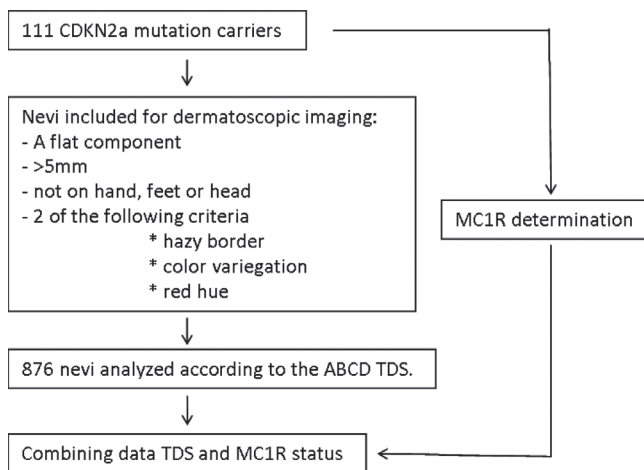 111 CDKN2a mutation carriers
Nevi included for dermatoscopic imaging:
- A flat component
- >5mm
- not on hand, feet or head
- 2 of the following criteria
* hazy border
* color variegation
* red hue
MC1R determination
876 nevi analyzed according to the ABCD TDS.
Combining data TDS and MC1R status